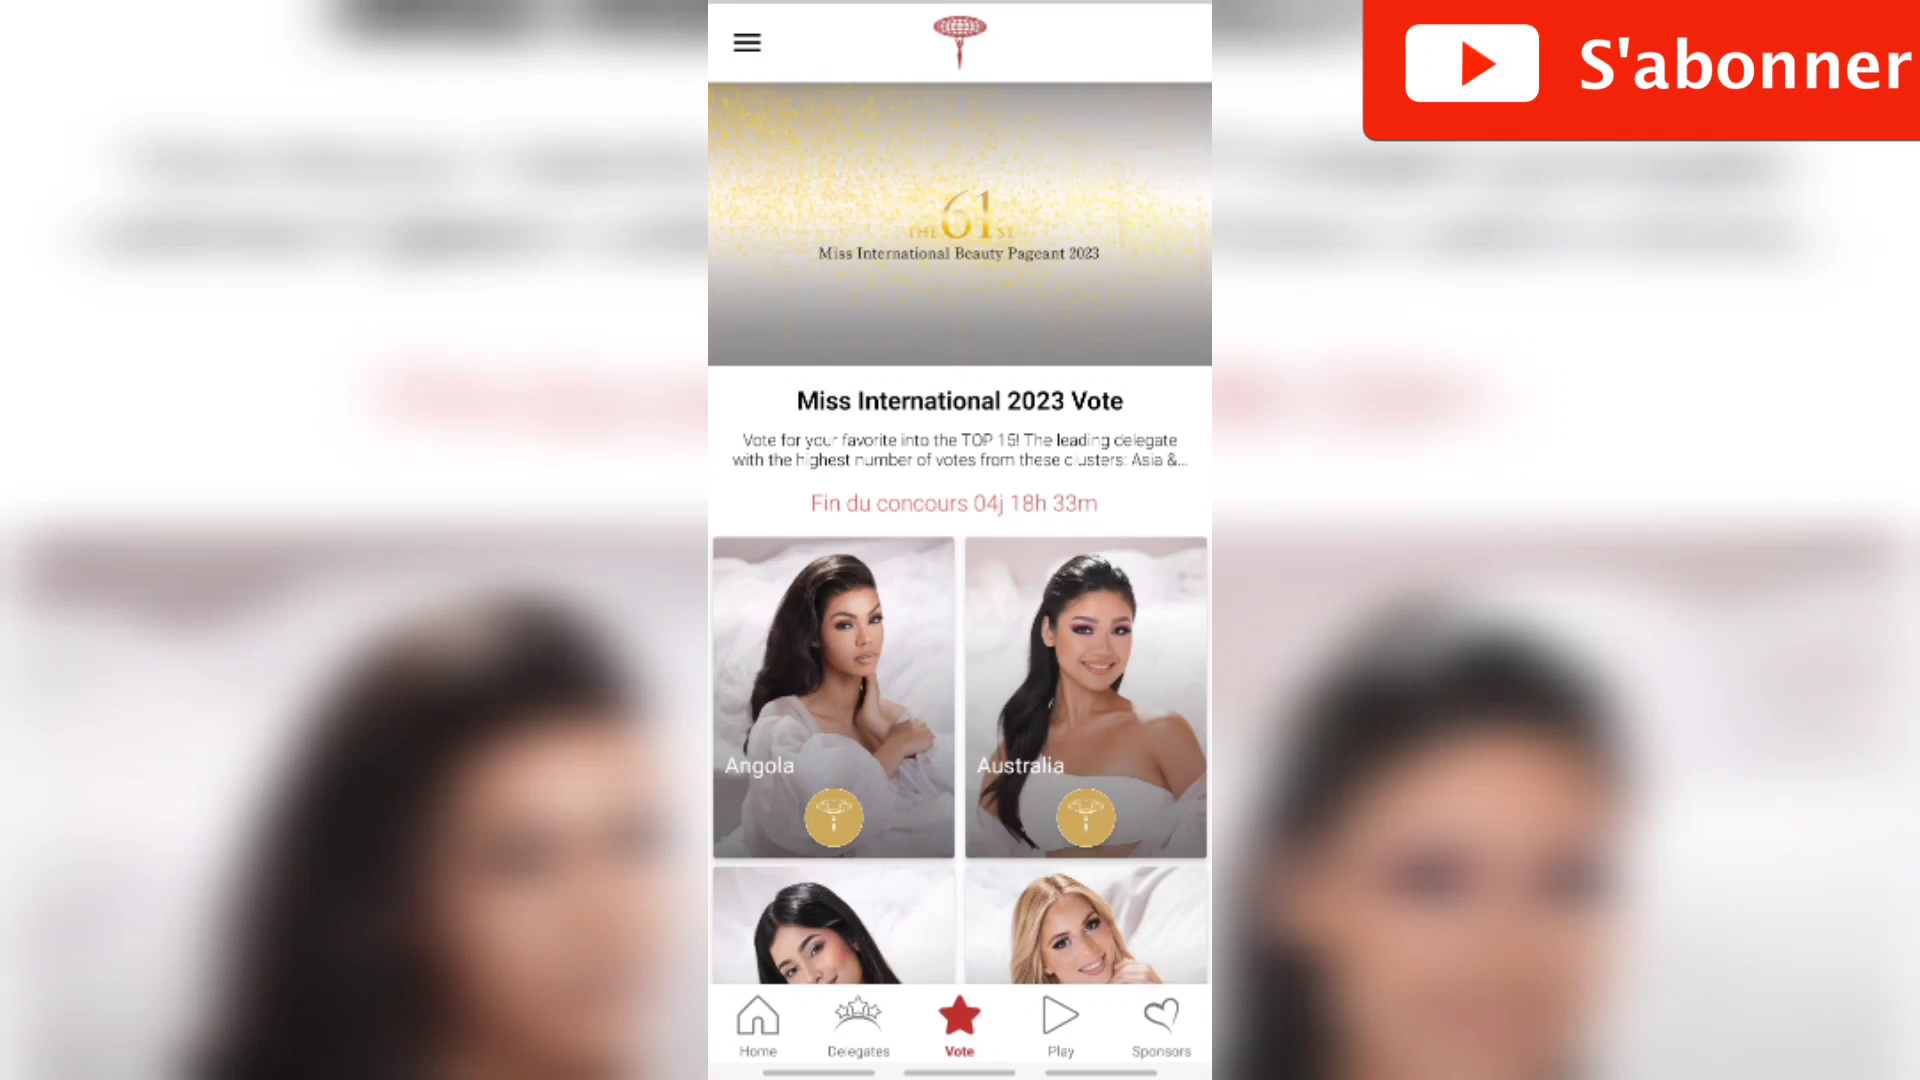 S'abonner
THE 61 ST
Miss International Beauty Pageant 2023
Miss International 2023 Vote
Vote for your favorite into the TOP 15! The leading delegate
with the highest number of votes from these clusters: Asia &...
Fin du concours 04j 18h 33m
Angola
Australia
Home
Delegates
Vote
Play
Sponsors